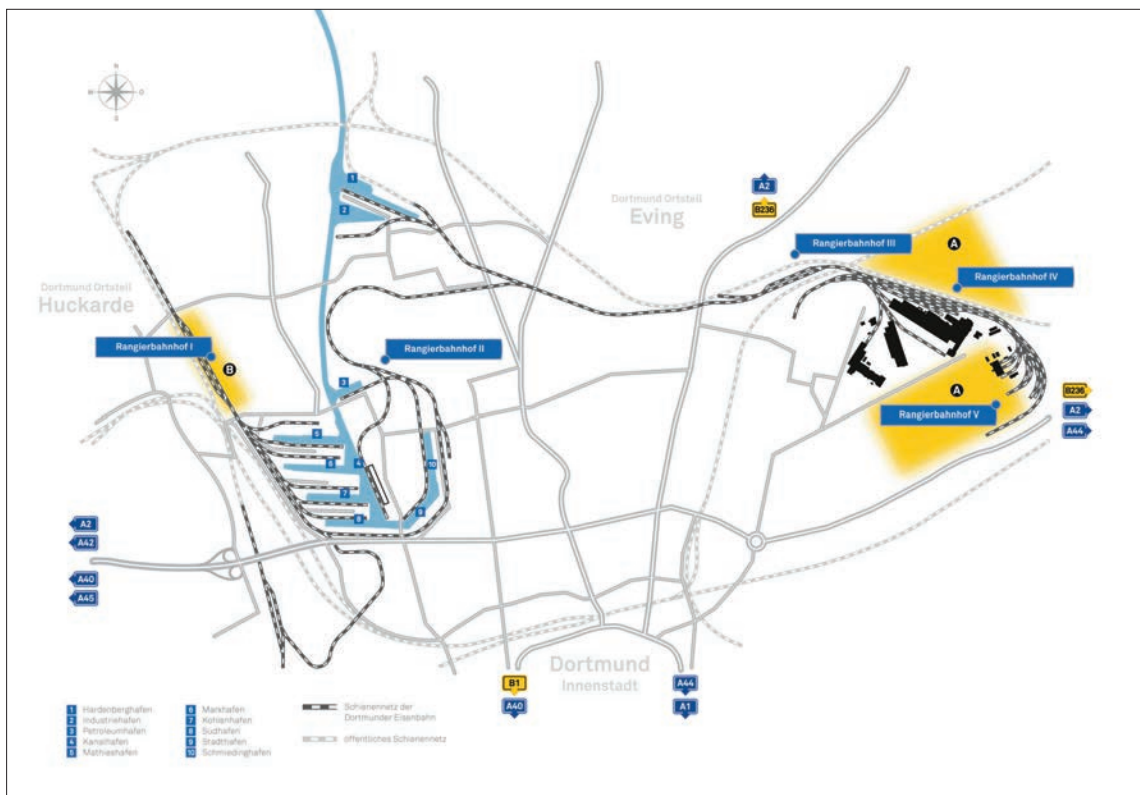 N
W
O
S
1
2
Dortmund Ortsteil
Eving
A2
B236
Rangierbahnhof III
A
Rangierbahnhof IV
Dortmund Ortsteil
Huckarde
Rangierbahnhof I
B
Rangierbahnhof II
3
A
Rangierbahnhof V
B236
A2
A44
5
4
10
7
9
8
A2
A42
A40
A45
Dortmund
Innenstadt
B1
A40
A44
A1
1 Hardenberghafen
2 Industriehafen
3 Petroleumhafen
4 Kanalhafen
5 Mathieshafen
6 Marxhafen
7 Kohlenhafen
8 Südhafen
9 Stadthafen
10 Schmiedinghafen
Schienennetz der
Dortmunder Eisenbahn
öffentliches Schienennetz